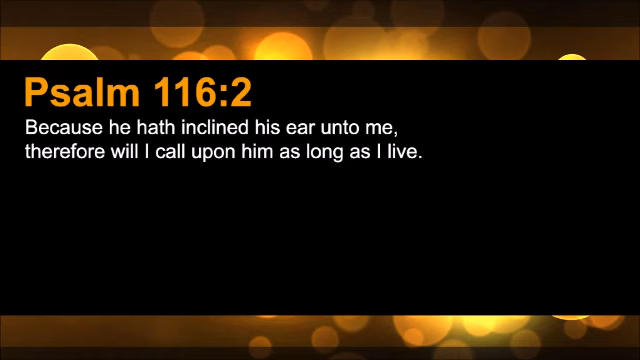 Psalm 116:2
Because he hath inclined his ear unto me,
therefore will I call upon him as long as I live.